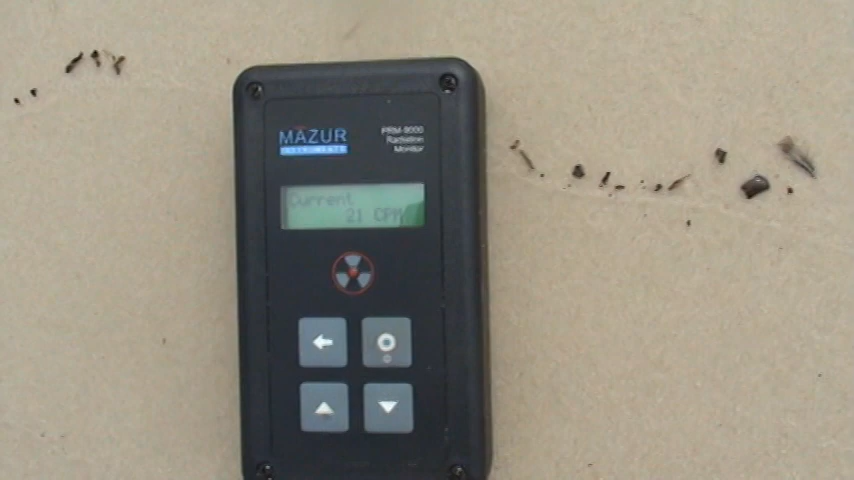 MAZUR
INSTRUMENTS
PRM-9000
Radiation
Monitor
Current
21 CPM